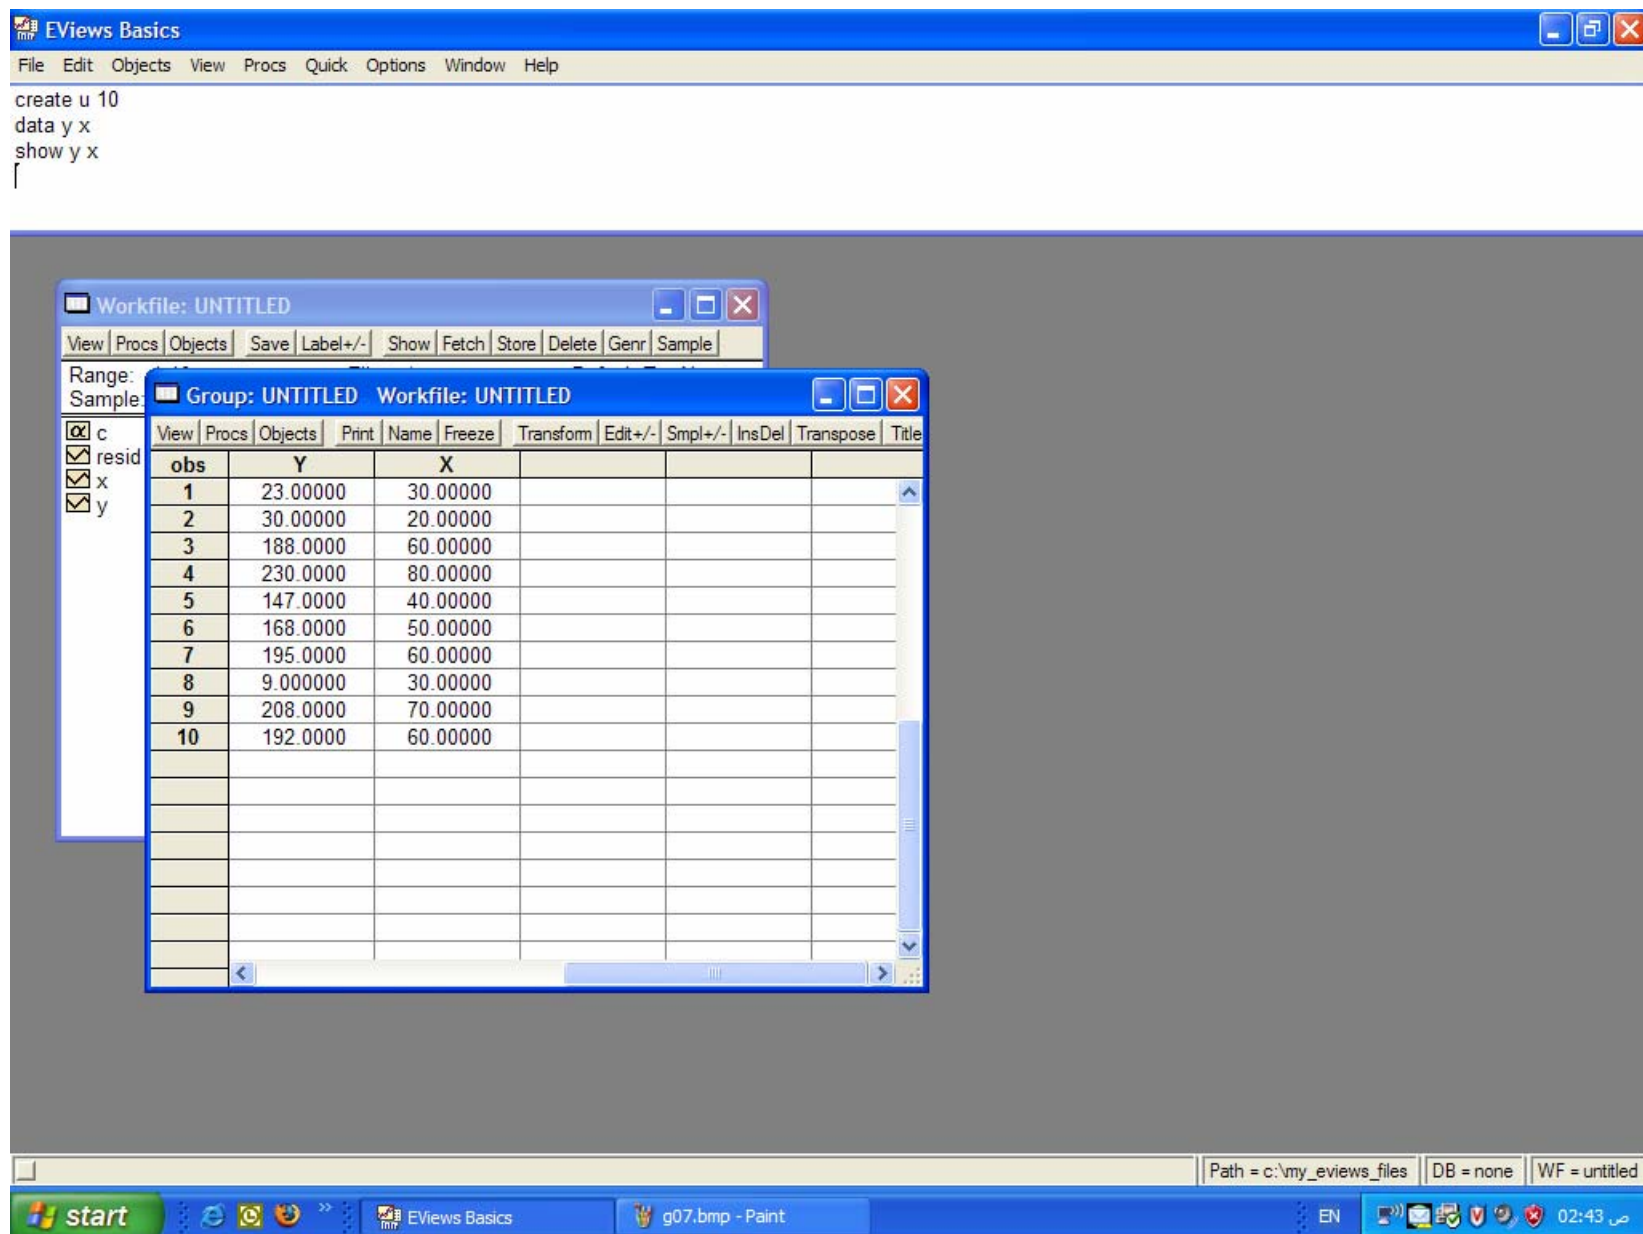 EViews Basics
File Edit Objects View Procs Quick Options Window Help
create u 10
data y x
show y x
Workfile: UNTITLED
View Procs Objects Save Label+/- Show Fetch Store Delete Genr Sample
Range:
Sample:
c
resid
x
y
Group: UNTITLED Workfile: UNTITLED
View Procs Objects Print Name Freeze Transform Edit+/- Smpl+/- InsDel Transpose Title
obs Y X
1 23.00000 30.00000
2 30.00000 20.00000
3 188.0000 60.00000
4 230.0000 80.00000
5 147.0000 40.00000
6 168.0000 50.00000
7 195.0000 60.00000
8 9.000000 30.00000
9 208.0000 70.00000
10 192.0000 60.00000
Path = c:\my_eviews_files DB = none WF = untitled
start EViews Basics g07.bmp - Paint EN 02:43 ص